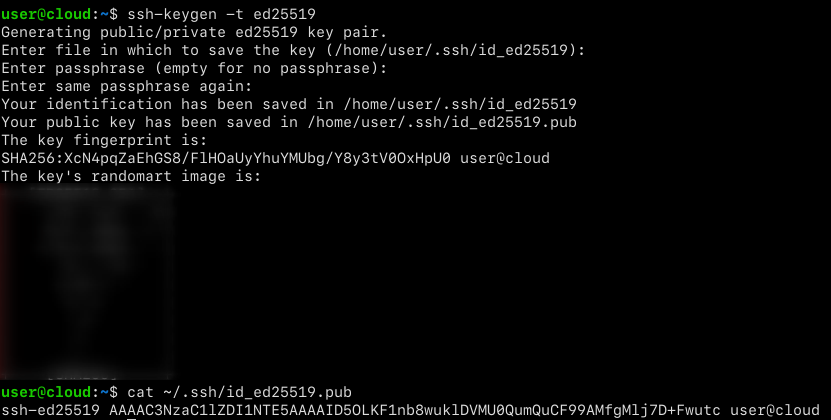 user@cloud:~$ ssh-keygen -t ed25519
Generating public/private ed25519 key pair.
Enter file in which to save the key (/home/user/.ssh/id_ed25519):
Enter passphrase (empty for no passphrase):
Enter same passphrase again:
Your identification has been saved in /home/user/.ssh/id_ed25519
Your public key has been saved in /home/user/.ssh/id_ed25519.pub
The key fingerprint is:
SHA256:XcN4pqZaEhGS8/FlHOaUyYhuYMUbg/Y8y3tV0OxHpU0 user@cloud
The key's randomart image is:
user@cloud:~$ cat ~/.ssh/id_ed25519.pub
ssh-ed25519 AAAAC3NzaC1lZDI1NTE5AAAAID5OLKF1nb8wuklDVMU0QumQuCF99AMfgMlj7D+Fwutc user@cloud